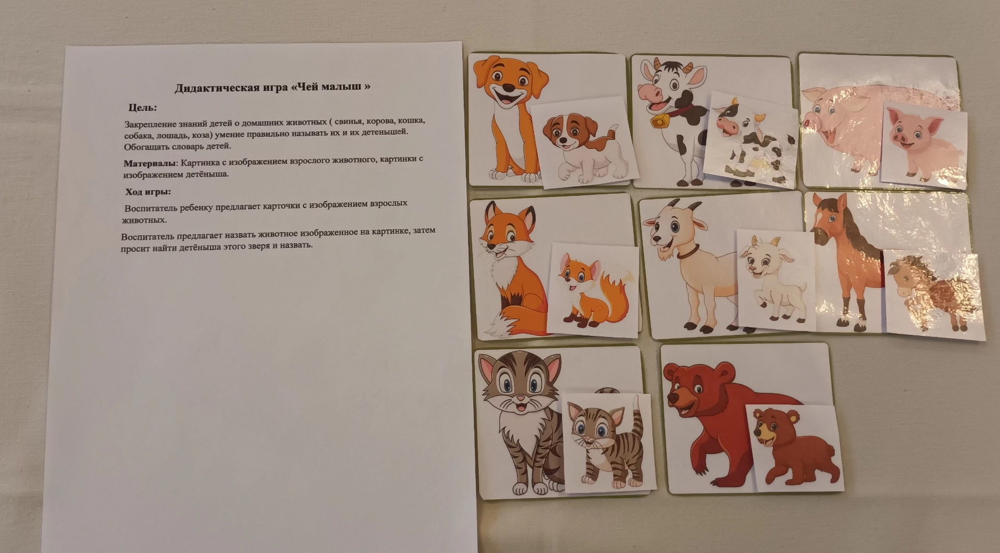 Дидактическая игра «Чей малыш »
Цель:
Закрепление знаний детей о домашних животных ( свинья, корова, кошка,
собака, лошадь, коза) умение правильно называть их и их детенышей.
Обогащать словарь детей.
Материалы: Картинка с изображением взрослого животного, картинки с
изображением детёныша.
Ход игры:
Воспитатель ребенку предлагает карточки с изображением взрослых
животных.
Воспитатель предлагает назвать животное изображенное на картинке, затем
просит найти детёныша этого зверя и назвать.